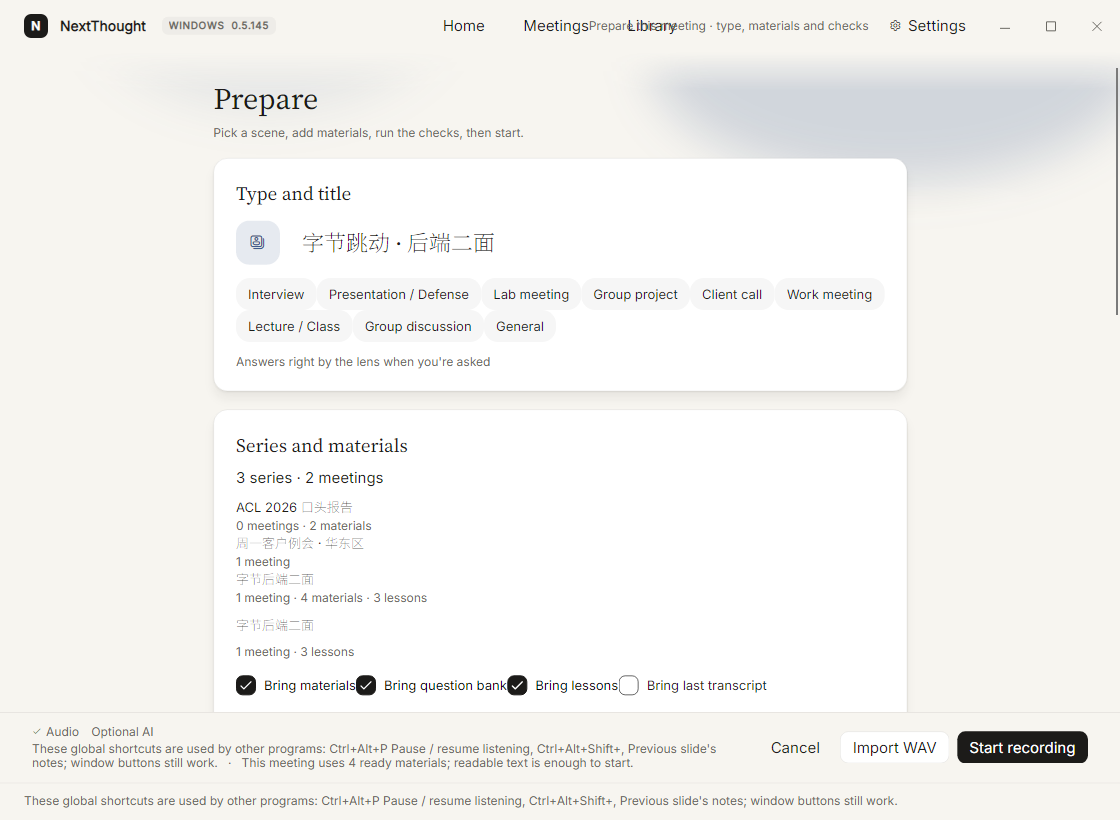 N NextThought WINDOWS 0.5.145 Home Meetings Library Prepare this meeting · type, materials and checks Settings
Prepare
Pick a scene, add materials, run the checks, then start.
Type and title
字节跳动 · 后端二面
Interview Presentation / Defense Lab meeting Group project Client call Work meeting
Lecture / Class Group discussion General
Answers right by the lens when you're asked
Series and materials
3 series · 2 meetings
ACL 2026 口头报告
0 meetings · 2 materials
周一客户例会 · 华东区
1 meeting
字节后端二面
1 meeting · 4 materials · 3 lessons
字节后端二面
1 meeting · 3 lessons
Bring materials Bring question bank Bring lessons Bring last transcript
Audio Optional AI
These global shortcuts are used by other programs: Ctrl+Alt+P Pause / resume listening, Ctrl+Alt+Shift+, Previous slide's
notes; window buttons still work. · This meeting uses 4 ready materials; readable text is enough to start.
Cancel Import WAV Start recording
These global shortcuts are used by other programs: Ctrl+Alt+P Pause / resume listening, Ctrl+Alt+Shift+, Previous slide's notes; window buttons still work.